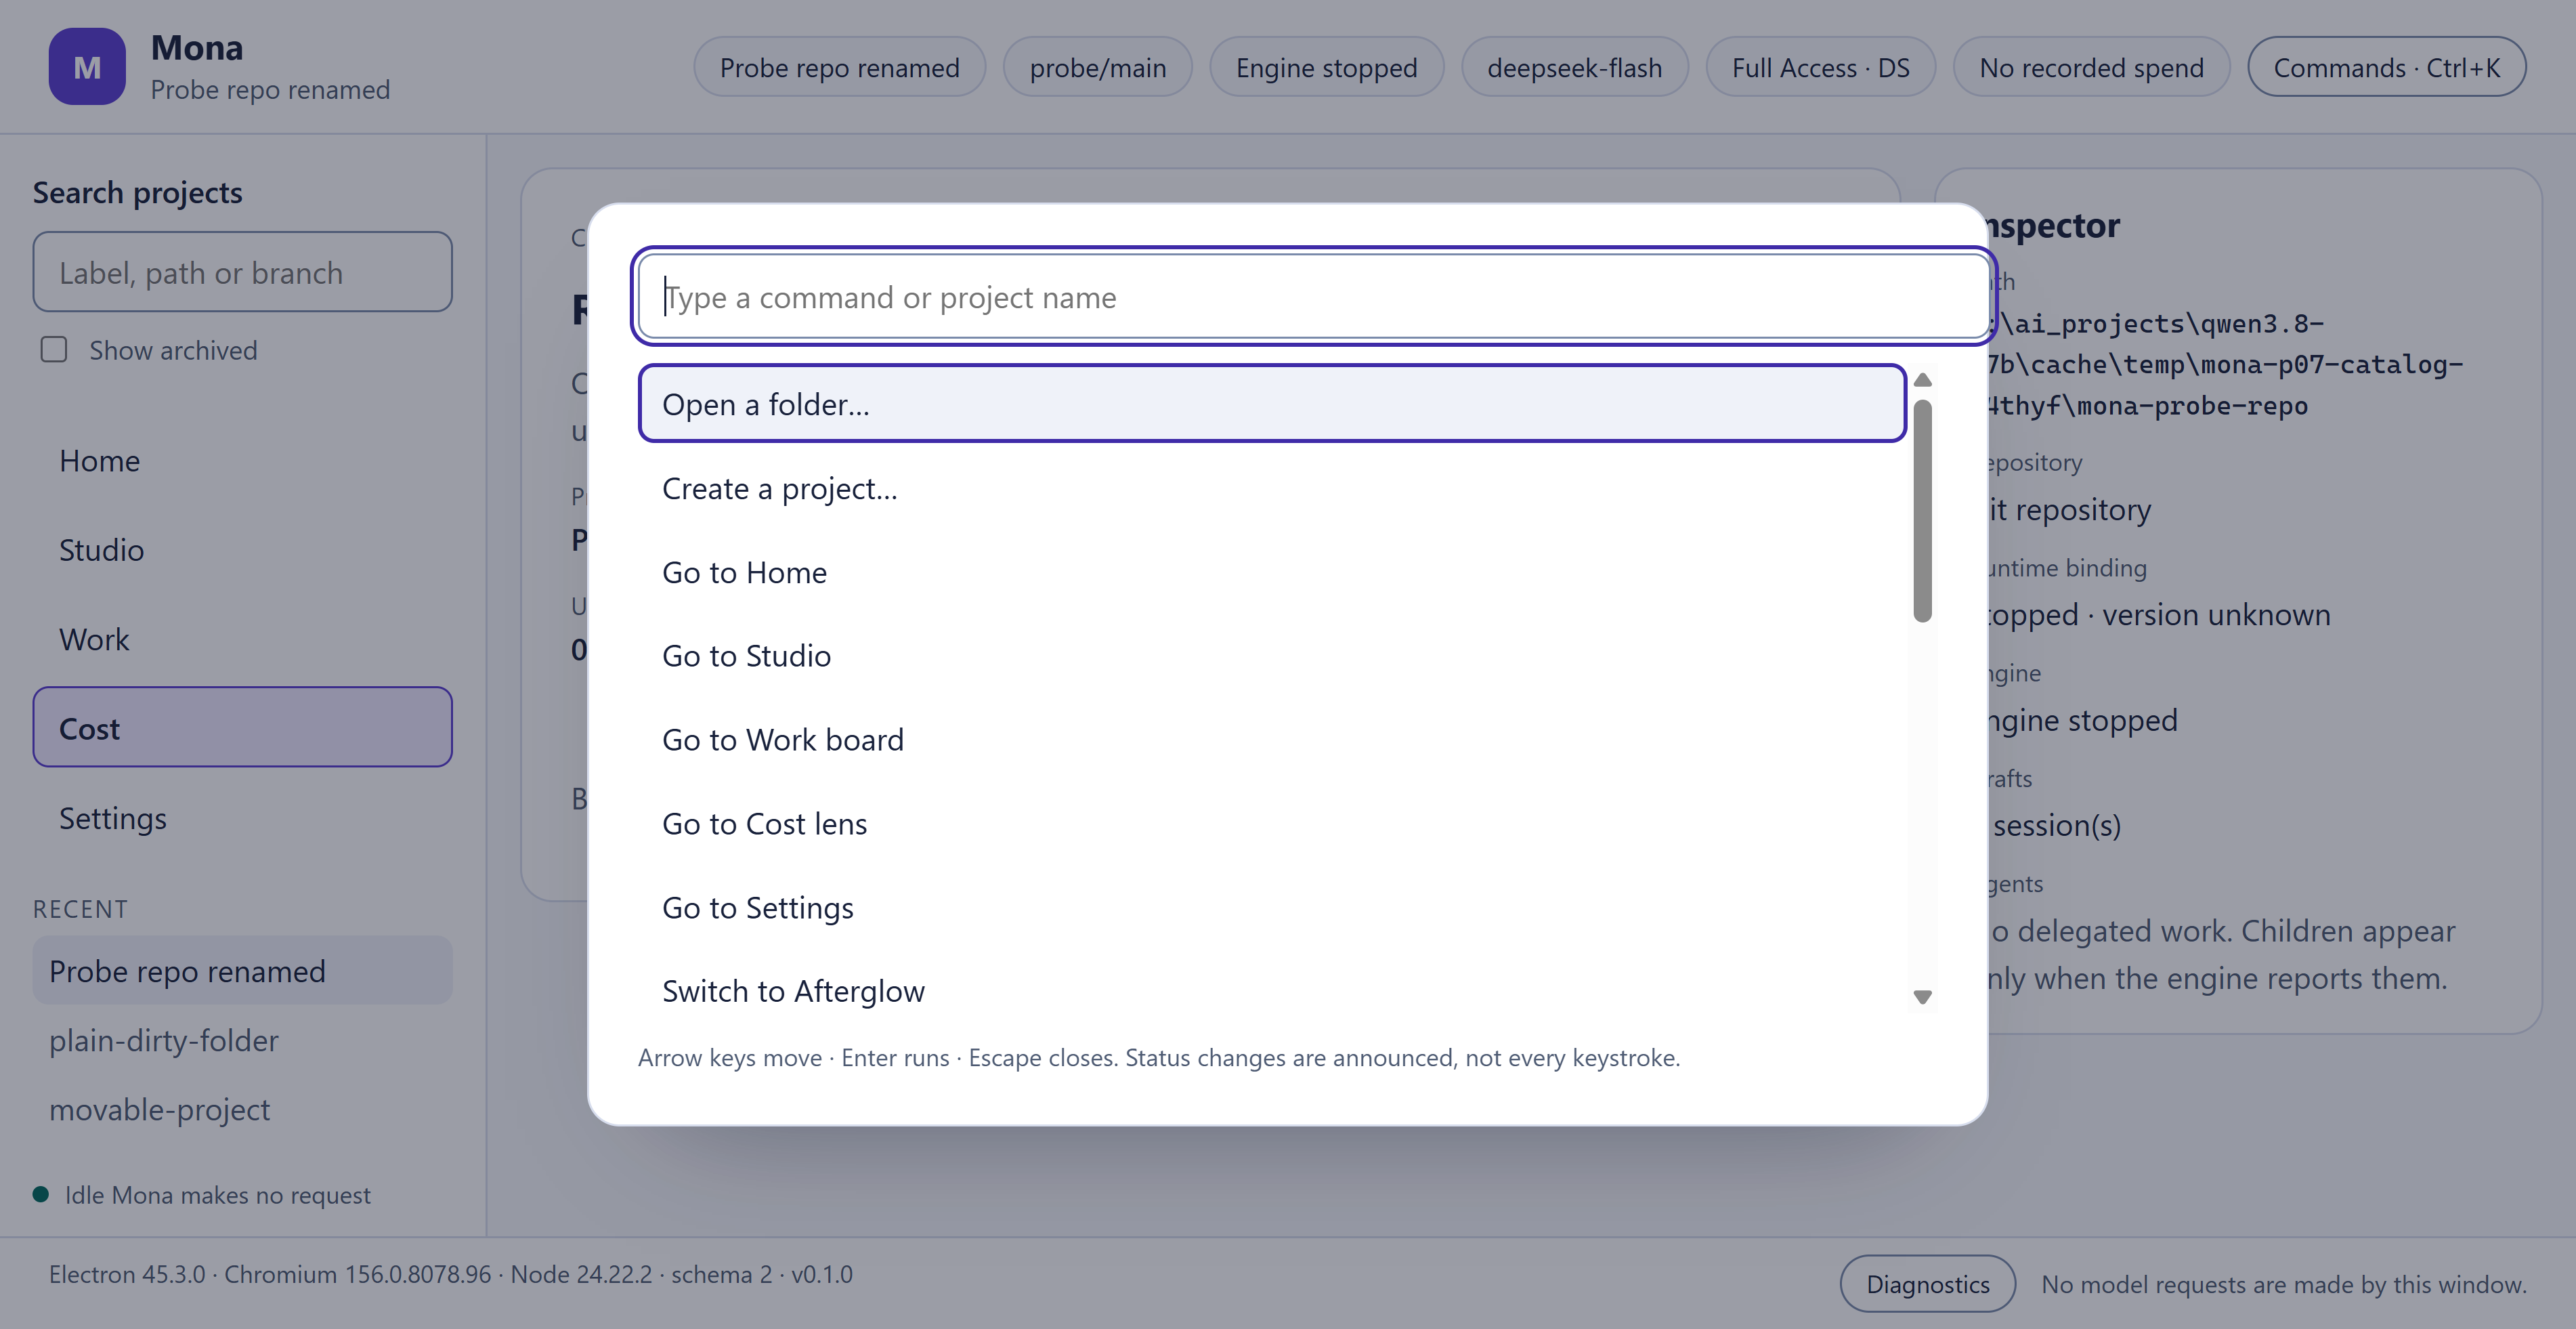 M
Mona
Probe repo renamed
Probe repo renamed
probe/main
Engine stopped
deepseek-flash
Full Access · DS
No recorded spend
Commands · Ctrl+K
Search projects
Label, path or branch
Show archived
Home
Studio
Work
Cost
Settings
RECENT
Probe repo renamed
plain-dirty-folder
movable-project
Idle Mona makes no request
Type a command or project name
Open a folder...
Create a project...
Go to Home
Go to Studio
Go to Work board
Go to Cost lens
Go to Settings
Switch to Afterglow
Arrow keys move · Enter runs · Escape closes. Status changes are announced, not every keystroke.
nspector
th
:\ai_projects\qwen3.8-
7b\cache\temp\mona-p07-catalog-
4thyf\mona-probe-repo
epository
it repository
untime binding
topped · version unknown
ngine
ngine stopped
rafts
session(s)
gents
o delegated work. Children appear
nly when the engine reports them.
Electron 45.3.0 · Chromium 156.0.8078.96 · Node 24.22.2 · schema 2 · v0.1.0
Diagnostics
No model requests are made by this window.